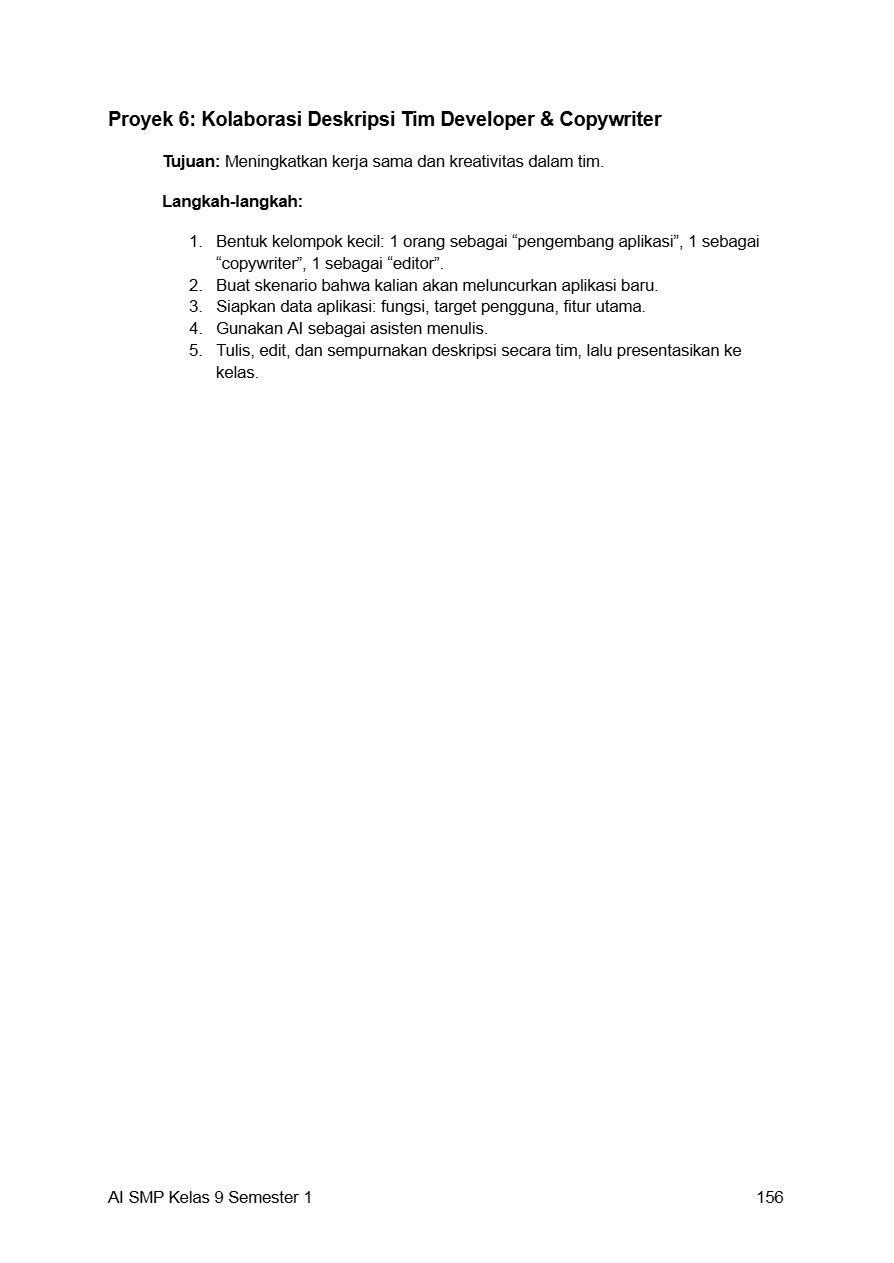 Proyek 6: Kolaborasi Deskripsi Tim Developer & Copywriter
Tujuan: Meningkatkan kerja sama dan kreativitas dalam tim.
Langkah-langkah:
1. Bentuk kelompok kecil: 1 orang sebagai “pengembang aplikasi”, 1 sebagai
“copywriter”, 1 sebagai “editor”.
2. Buat skenario bahwa kalian akan meluncurkan aplikasi baru.
3. Siapkan data aplikasi: fungsi, target pengguna, fitur utama.
4. Gunakan AI sebagai asisten menulis.
5. Tulis, edit, dan sempurnakan deskripsi secara tim, lalu presentasikan ke
kelas.
AI SMP Kelas 9 Semester 1 156